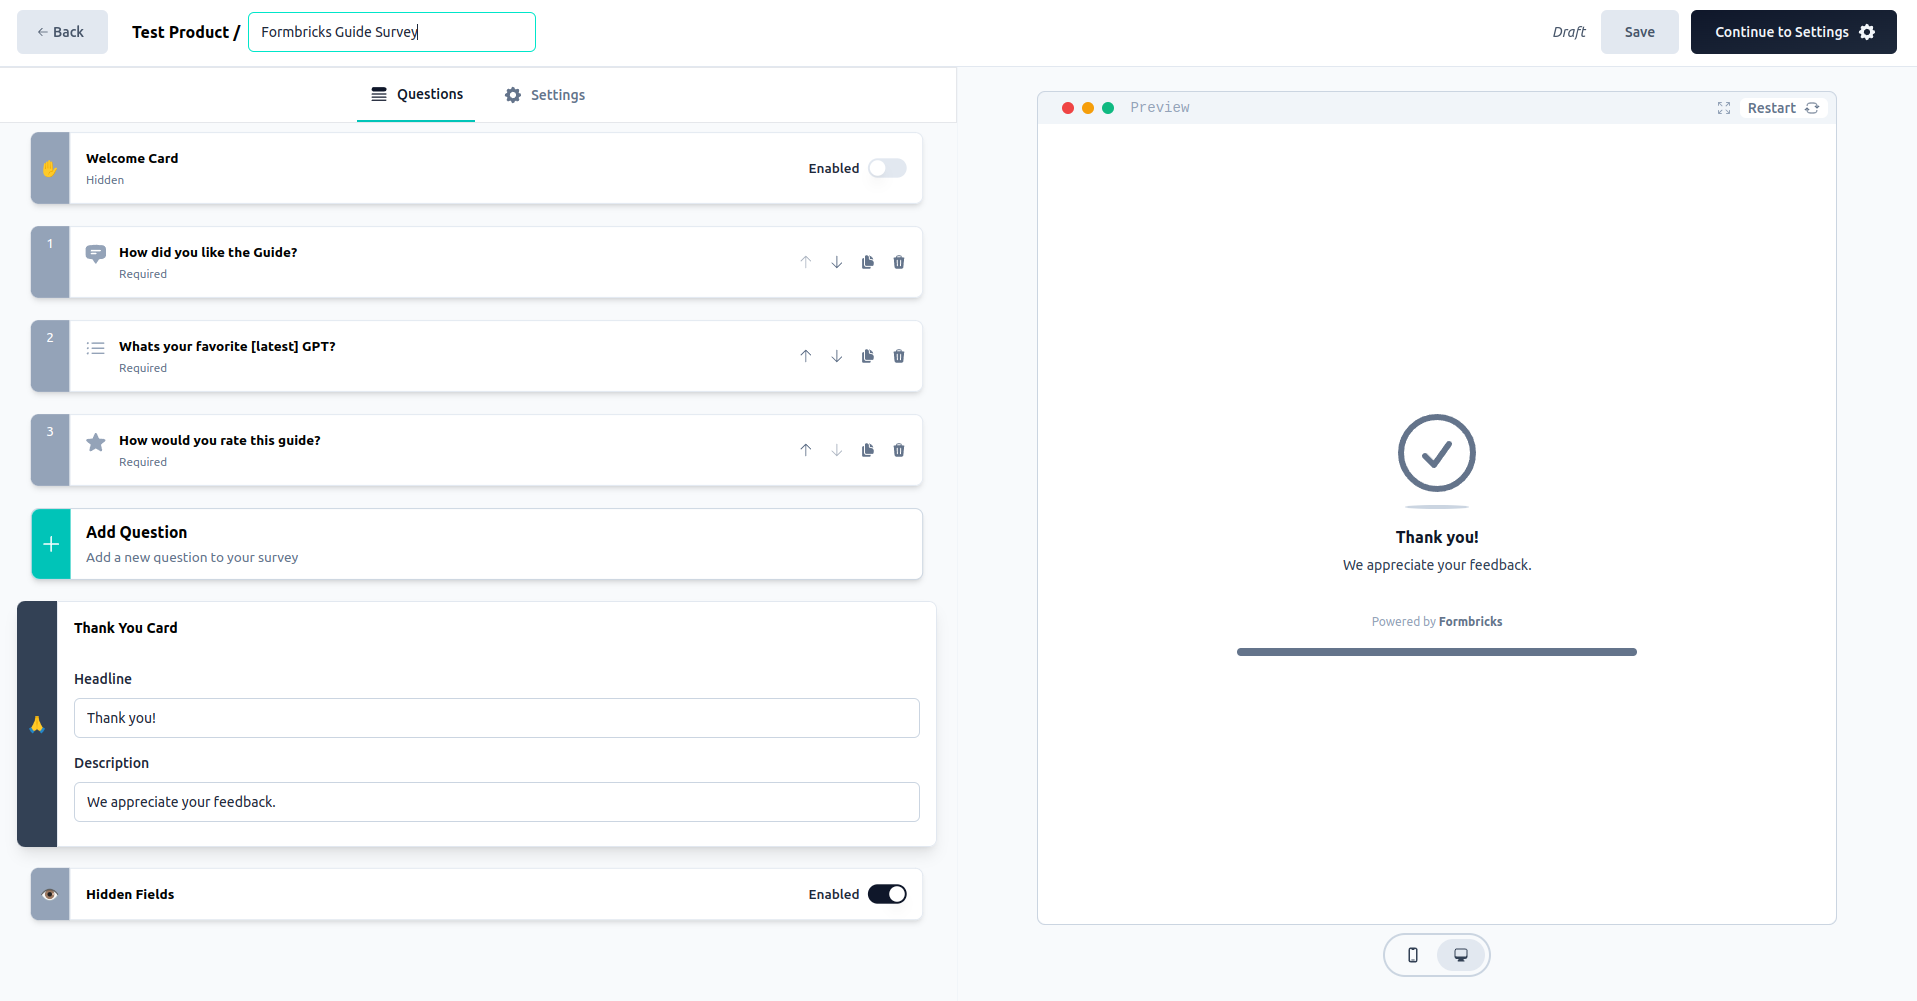 ← Back
Test Product /
Formbricks Guide Survey
Draft
Save
Continue to Settings
Questions
Settings
Welcome Card
Hidden
Enabled
1
How did you like the Guide?
Required
2
Whats your favorite [latest] GPT?
Required
3
How would you rate this guide?
Required
+
Add Question
Add a new question to your survey
Thank You Card
Headline
Thank you!
Description
We appreciate your feedback.
Hidden Fields
Enabled
Preview
Restart
Thank you!
We appreciate your feedback.
Powered by Formbricks